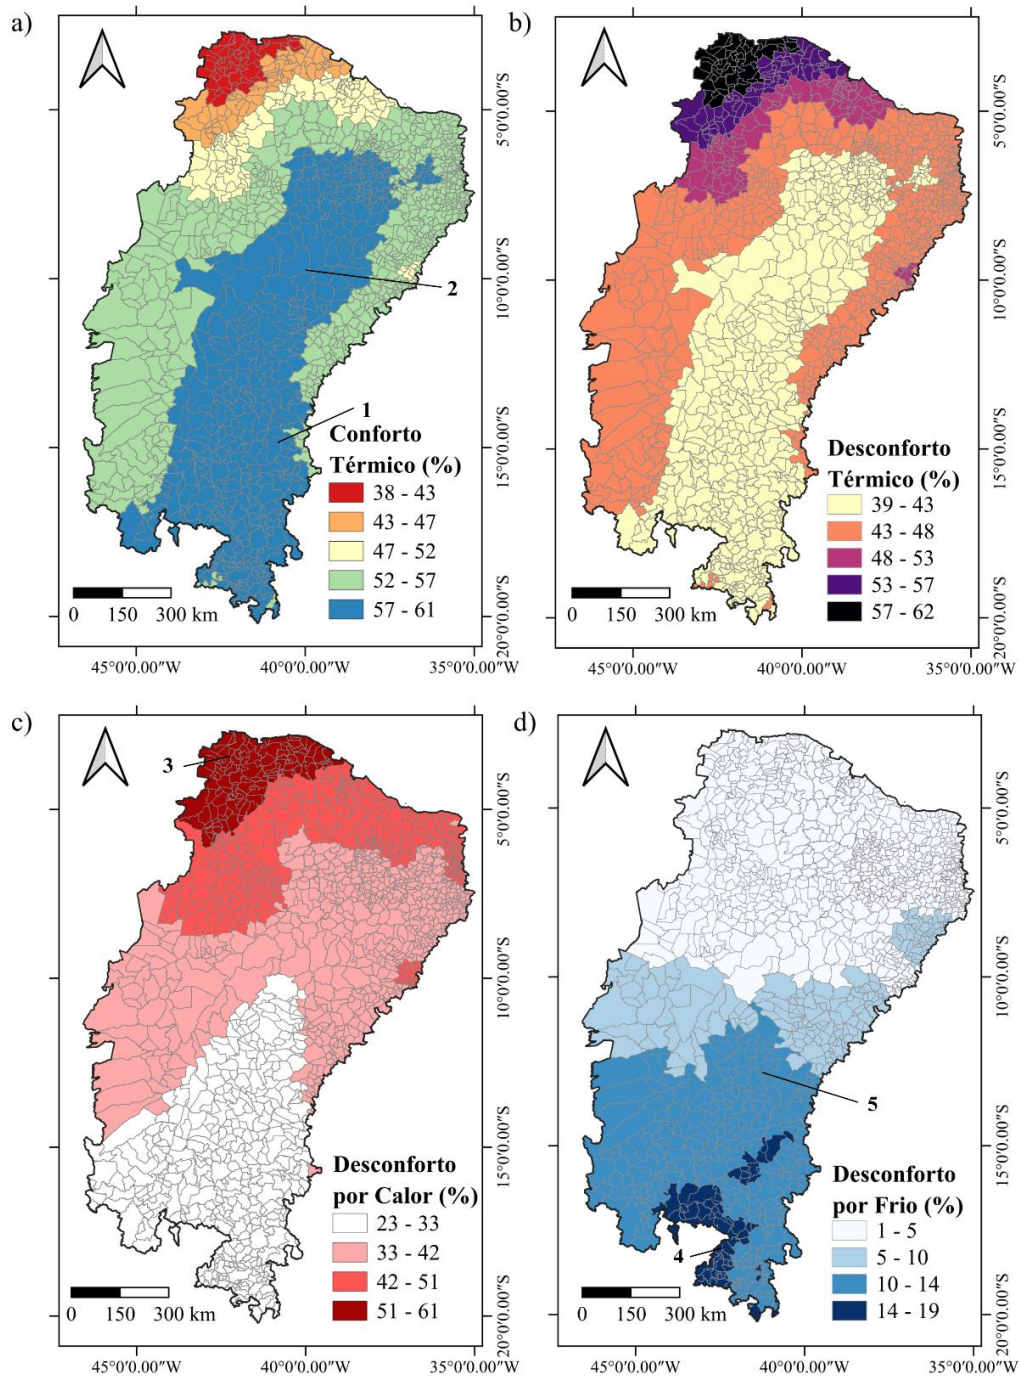 a)
5°0'0.00"S
10°0'0.00"S
15°0'0.00"S
20°0'0.00"S
2
1
Conforto
Térmico (%)
38 - 43
43 - 47
47 - 52
52 - 57
57 - 61
0 150 300 km
45°0'0.00"W 40°0'0.00"W 35°0'0.00"W
b)
5°0'0.00"S
10°0'0.00"S
15°0'0.00"S
20°0'0.00"S
Desconforto
Térmico (%)
39 - 43
43 - 48
48 - 53
53 - 57
57 - 62
0 150 300 km
45°0'0.00"W 40°0'0.00"W 35°0'0.00"W
c)
3
5°0'0.00"S
10°0'0.00"S
15°0'0.00"S
20°0'0.00"S
Desconforto
por Calor (%)
23 - 33
33 - 42
42 - 51
51 - 61
0 150 300 km
45°0'0.00"W 40°0'0.00"W 35°0'0.00"W
d)
5°0'0.00"S
10°0'0.00"S
15°0'0.00"S
20°0'0.00"S
5
4
Desconforto
por Frio (%)
1 - 5
5 - 10
10 - 14
14 - 19
0 150 300 km
45°0'0.00"W 40°0'0.00"W 35°0'0.00"W